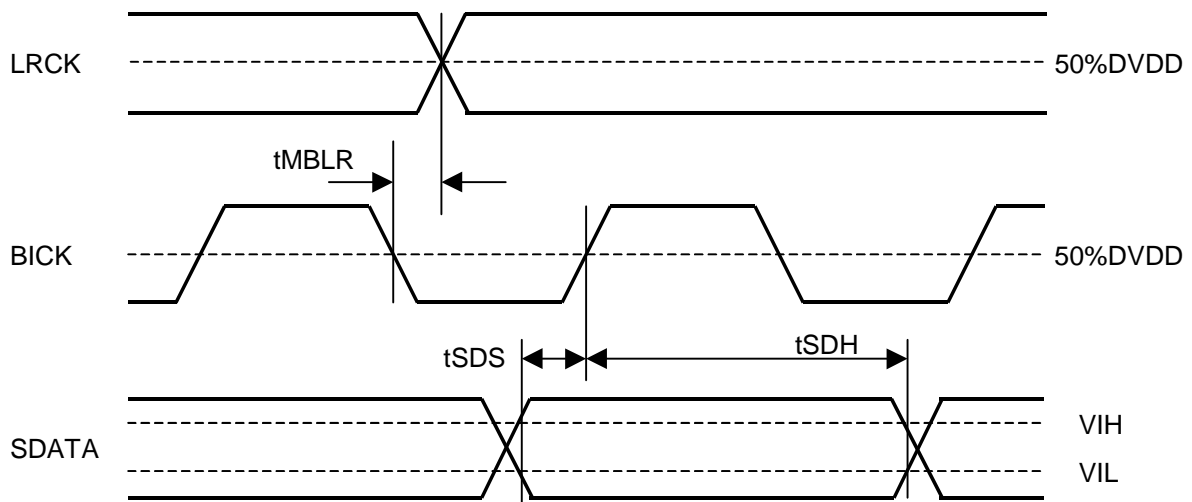 LRCK
50%DVDD
tMBLR
BICK
50%DVDD
tSDS
tSDH
SDATA
VIH
VIL